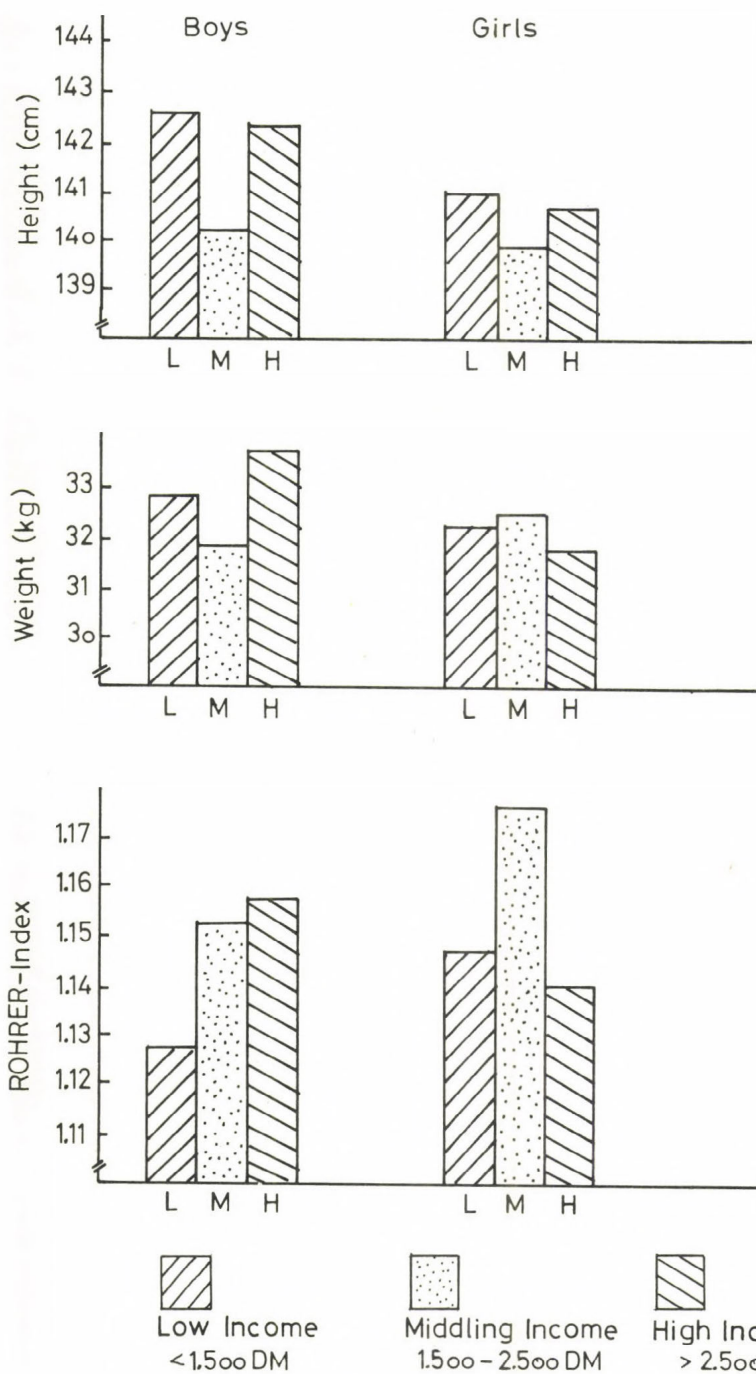 Boys Girls
Height (cm)
144
143
142
141
14o
139
L M H L M H
Weight (kg)
33
32
31
3o
L M H L M H
ROHRER-Index
1.17
1.16
1.15
1.14
1.13
1.12
1.11
L M H L M H
Low Income Middling Income High Inc
<1.5oo DM 1.5oo – 2.5oo DM > 2.5oo